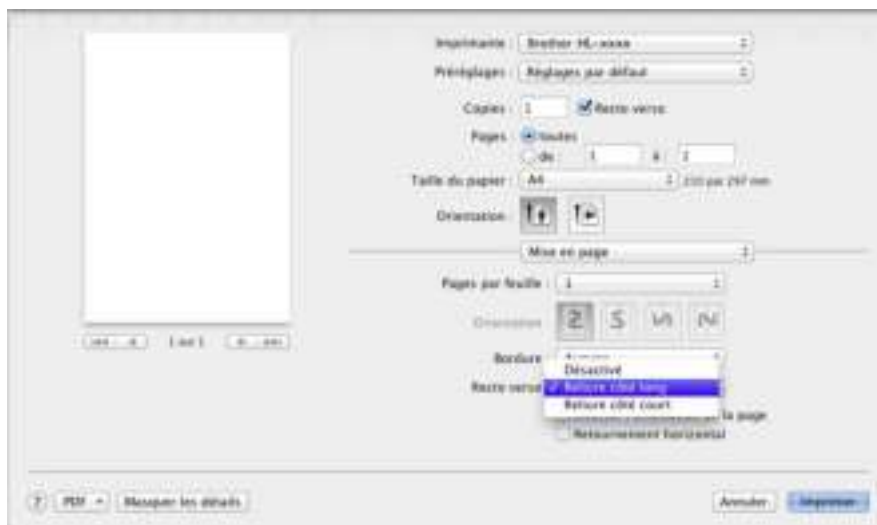 Imprimante : Brother HL-xxxx
Préréglages : Réglages par défaut
Copies : 1 Recto verso
Pages : toutes
de : 1 à : 1
Taille du papier : A4 210 par 297 mm
Orientation :
Mise en page
Pages par feuille : 1
Orientation
Bordure
Désactivé
Recto verso ✓ Reliure côté long
Reliure côté court
la page
Retournement horizontal
1 sur 1
? PDF Masquer les détails Annuler Imprimer